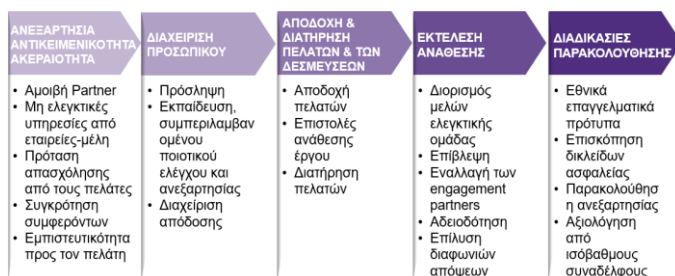 ΑΝΕΞΑΡΤΗΣΙΑ
ΑΝΤΙΚΕΙΜΕΝΙΚΟΤΗΤΑ
ΑΚΕΡΑΙΟΤΗΤΑ
• Αμοιβή Partner
• Μη ελεγκτικές
υπηρεσίες από
εταιρείες-μέλη
• Πρόταση
απασχόλησης
από τους πελάτες
• Συγκρότηση
συμφερόντων
• Εμπιστευτικότητα
προς τον πελάτη
ΔΙΑΧΕΙΡΙΣΗ
ΠΡΟΣΩΠΙΚΟΥ
• Πρόσληψη
• Εκπαίδευση,
συμπεριλαμβαν
ομένου
ποιοτικού
ελέγχου και
ανεξαρτησίας
• Διαχείριση
απόδοσης
ΑΠΟΔΟΧΗ &
ΔΙΑΤΗΡΗΣΗ
ΠΕΛΑΤΩΝ & ΤΩΝ
ΔΕΣΜΕΥΣΕΩΝ
• Αποδοχή
πελατών
• Επιστολές
ανάθεσης
έργου
• Διατήρηση
πελατών
ΕΚΤΕΛΕΣΗ
ΑΝΑΘΕΣΗΣ
• Διορισμός
μελών
ελεγκτικής
ομάδας
• Επίβλεψη
• Εναλλαγή των
engagement
partners
• Αδειοδότηση
• Επίλυση
διαφωνιών
απόψεων
ΔΙΑΔΙΚΑΣΙΕΣ
ΠΑΡΑΚΟΛΟΥΘΗΣΗΣ
• Εθνικά
επαγγελματικά
πρότυπα
• Επισκόπηση
δικλείδων
ασφαλείας
• Παρακολούθησ
η ανεξαρτησίας
• Αξιολόγηση
από
ισόβαθμους
συναδέλφους